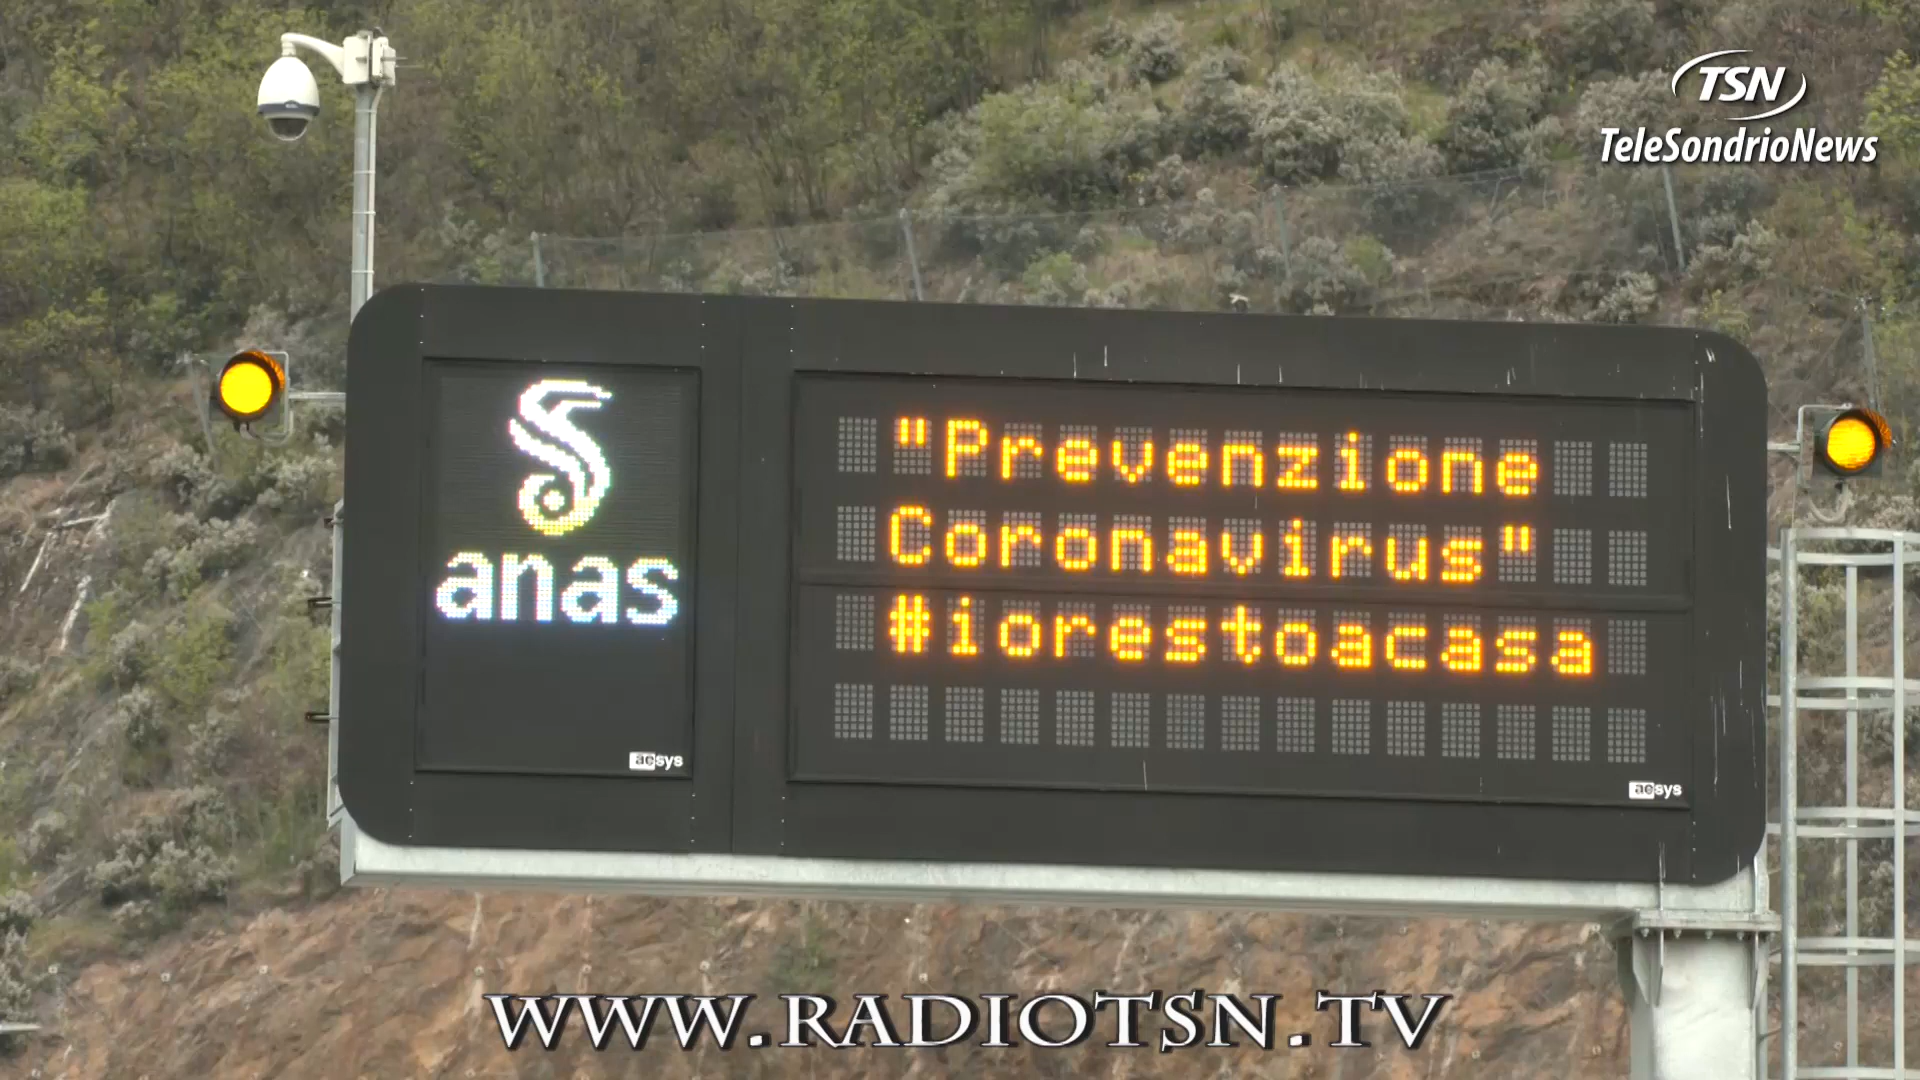 TSN
TeleSondrioNews
"Prevenzione
Coronavirus"
#iorestoacasa
anas
aesys
aesys
WWW.RADIOTSN.TV